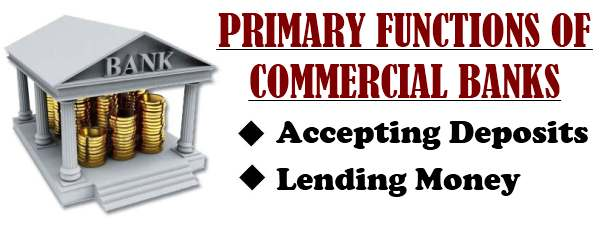 BANK
PRIMARY FUNCTIONS OF
COMMERCIAL BANKS
◆ Accepting Deposits
◆ Lending Money